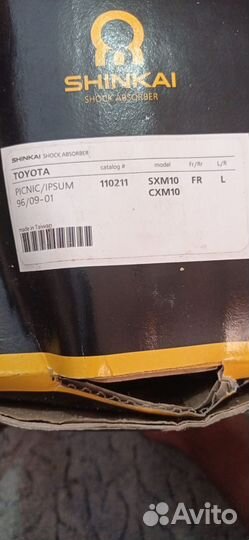 SHINKAI
SHOCK ABSORBER
SHINKAI SHOCK ABSORBER
catalog # model Fr/Rr L/R
TOYOTA
PICNIC/IPSUM 110211 SXM10 FR L
96/09-01 CXM10
made in Taiwan
Avito